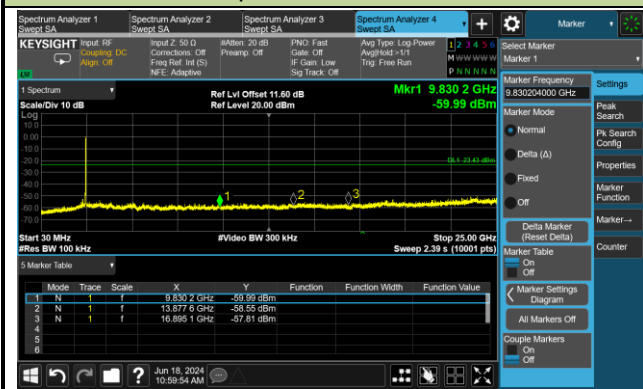 Spectrum Analyzer 1
Swept SA
Spectrum Analyzer 2
Swept SA
Spectrum Analyzer 3
Swept SA
Spectrum Analyzer 4
Swept SA
Marker
KEYSIGHT
Input: RF
Coupling: DC
Align: Off
Input Z: 50 Ω
Corrections: Off
Freq Ref: Int (S)
NFE: Adaptive
#Atten: 20 dB
Preamp: Off
PNO: Fast
Gate: Off
IF Gain: Low
Sig Track: Off
Avg Type: Log-Power
Avg|Hold:>1/1
Trig: Free Run
1 2 3 4 5 6
M W W W W W
P N N N N N
LXI
Select Marker
Marker 1
1 Spectrum
Scale/Div 10 dB
Ref Lvl Offset 11.60 dB
Ref Level 20.00 dBm
Mkr1 9.830 2 GHz
-59.99 dBm
Log
10.0
0.00
-10.0
-20.0
-30.0
-40.0
-50.0
-60.0
-70.0
DL1 -23.43 dBm
1
2
3
Start 30 MHz
#Res BW 100 kHz
#Video BW 300 kHz
Stop 25.00 GHz
Sweep 2.39 s (10001 pts)
5 Marker Table
Mode Trace Scale X Y Function Function Width Function Value
1 N 1 f 9.830 2 GHz -59.99 dBm
2 N 1 f 13.877 6 GHz -58.55 dBm
3 N 1 f 16.895 1 GHz -57.81 dBm
4
5
6
Marker Frequency
9.830204000 GHz
Marker Mode
Normal
Delta (Δ)
Fixed
Off
Delta Marker
(Reset Delta)
Marker Table
On
Off
Marker Settings
Diagram
All Markers Off
Couple Markers
On
Off
Settings
Peak
Search
Pk Search
Config
Properties
Marker
Function
Marker→
Counter
Jun 18, 2024
10:59:54 AM